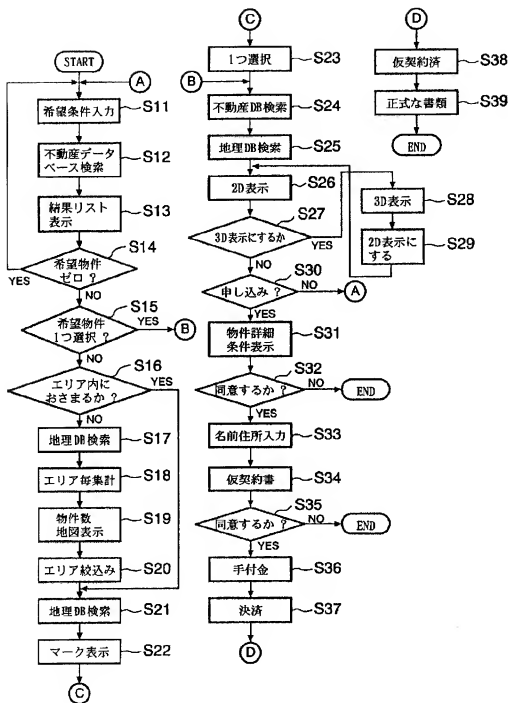 START
A
希望条件入力
S11
不動産データ
ベース検索
S12
結果リスト
表示
S13
希望物件
ゼロ?
S14
YES
NO
希望物件
1つ選択?
S15
YES
B
NO
エリア内に
おさまるか?
S16
YES
NO
地理DB検索
S17
エリア毎集計
S18
物件数
地図表示
S19
エリア絞込み
S20
地理DB検索
S21
マーク表示
S22
C
C
1つ選択
S23
B
不動産DB検索
S24
地理DB検索
S25
2D表示
S26
3D表示にするか
S27
YES
NO
3D表示
S28
2D表示に
する
S29
申し込み?
S30
NO
A
YES
物件詳細
条件表示
S31
同意するか?
S32
NO
END
YES
名前住所入力
S33
仮契約書
S34
同意するか?
S35
NO
END
YES
手付金
S36
決済
S37
D
D
仮契約済
S38
正式な書類
S39
END